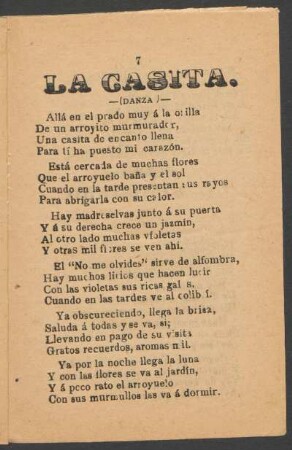 7
LA CASITA.
—(DANZA)—
Allá en el prado muy á la orilla
De un arroyito murmurador,
Una casita de encanto llena
Para tí ha puesto mi carazón.
Está cercada de muchas flores
Que el arroyuelo baña y el sol
Cuando en la tarde presentan sus rayos
Para abrigarla con su calor.
Hay madreselvas junto á su puerta
Y á su derecha crece un jasmín,
Al otro lado muchas violetas
Y otras mil flores se ven ahí.
El "No me olvides" sirve de alfombra,
Hay muchos lirios que hacen lucir
Con las violetas sus ricas galas,
Cuando en las tardes ve al colibrí.
Ya obscureciendo, llega la brisa,
Saluda á todas y se va, sí;
Llevando en pago de su visita
Gratos recuerdos, aromas mil.
Ya por la noche llega la luna
Y con las flores se va al jardín,
Y á poco rato el arroyuelo
Con sus murmullos las va á dormir.